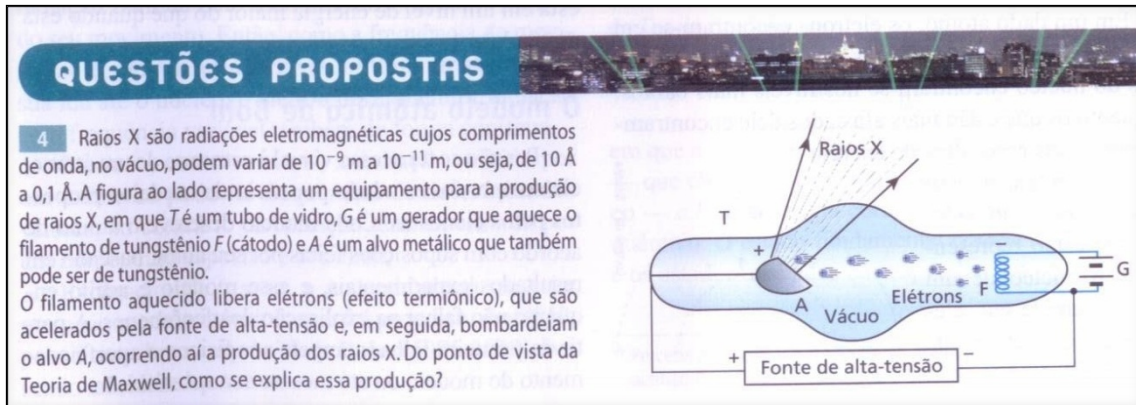 QUESTÕES PROPOSTAS
4 Raios X são radiações eletromagnéticas cujos comprimentos
de onda, no vácuo, podem variar de 10⁻⁹ m a 10⁻¹¹ m, ou seja, de 10 Å
a 0,1 Å. A figura ao lado representa um equipamento para a produção
de raios X, em que T é um tubo de vidro, G é um gerador que aquece o
filamento de tungstênio F (cátodo) e A é um alvo metálico que também
pode ser de tungstênio.
O filamento aquecido libera elétrons (efeito termiônico), que são
acelerados pela fonte de alta-tensão e, em seguida, bombardeiam
o alvo A, ocorrendo aí a produção dos raios X. Do ponto de vista da
Teoria de Maxwell, como se explica essa produção?
Raios X
T
+
A
Elétrons
F
G
Vácuo
+
−
Fonte de alta-tensão